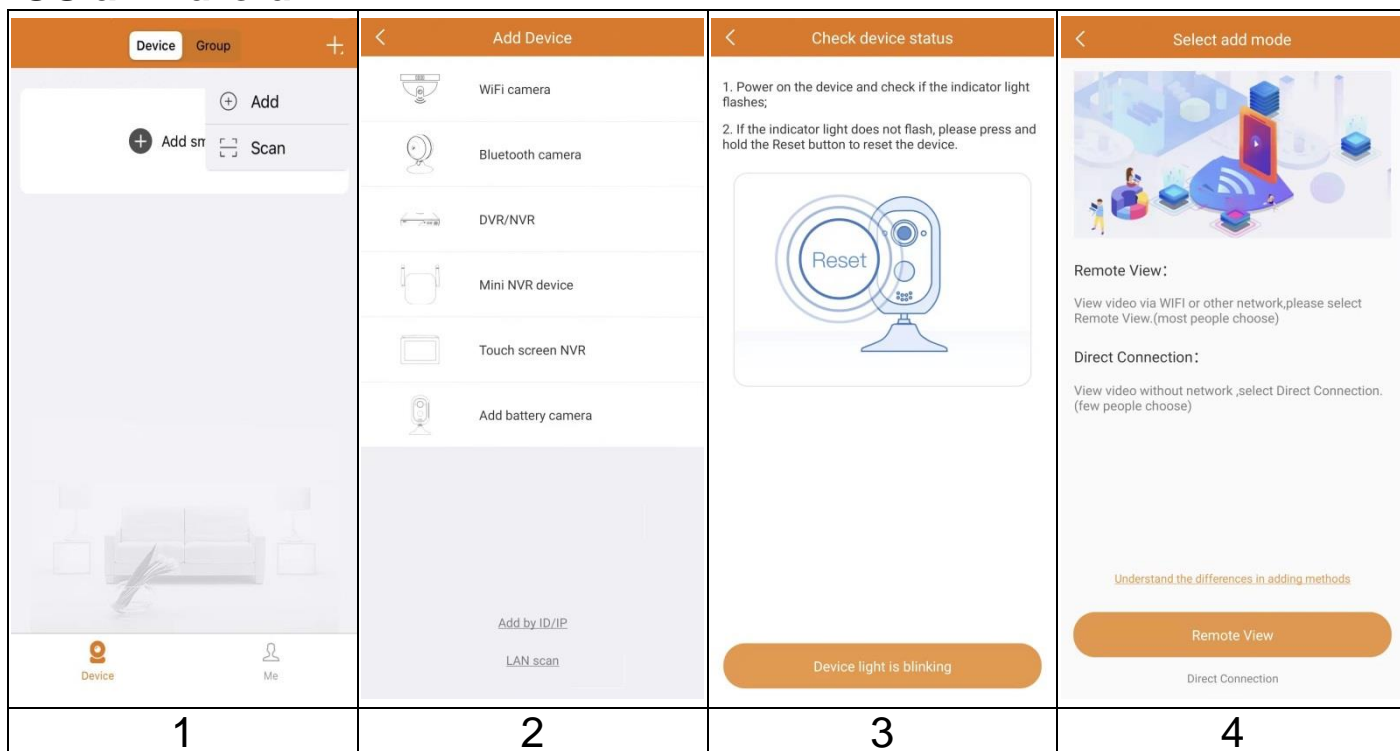 Device Group +
Add
Add sm
Scan
Device
Me
1
Add Device
WiFi camera
Bluetooth camera
DVR/NVR
Mini NVR device
Touch screen NVR
Add battery camera
Add by ID/IP
LAN scan
2
Check device status
1. Power on the device and check if the indicator light
flashes;
2. If the indicator light does not flash, please press and
hold the Reset button to reset the device.
Reset
Device light is blinking
3
Select add mode
Remote View：
View video via WIFI or other network,please select
Remote View.(most people choose)
Direct Connection：
View video without network ,select Direct Connection.
(few people choose)
Understand the differences in adding methods
Remote View
Direct Connection
4